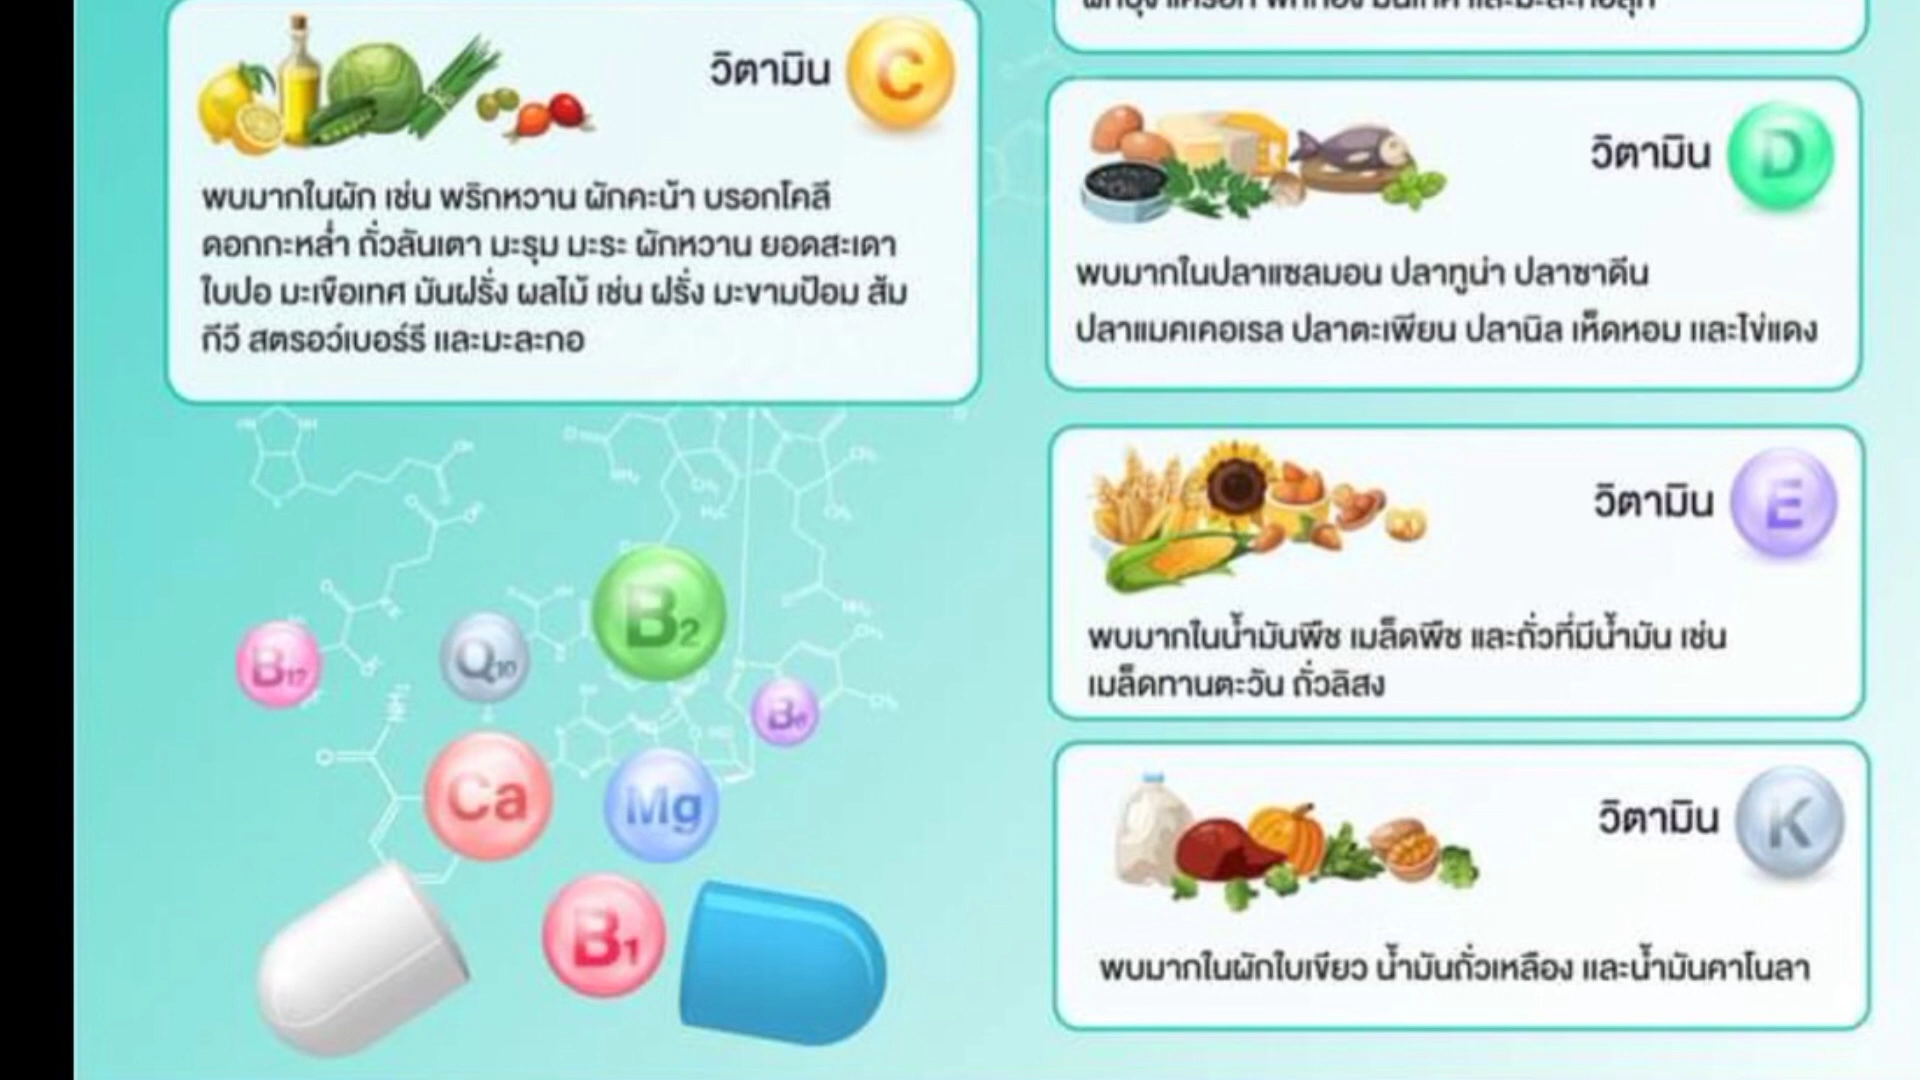 วิตามิน C
พบมากในผัก เช่น พริกหวาน ผักคะน้า บรอกโคลี
ดอกกะหล่ำ ถั่วลันเตา มะรุม มะระ ผักหวาน ยอดสะเดา
ใบปอ มะเขือเทศ มันฝรั่ง ผลไม้ เช่น ฝรั่ง มะขามป้อม ส้ม
กีวี สตรอว์เบอร์รี และมะละกอ
B17
Q10
B2
B6
Ca
Mg
B1
วิตามิน D
พบมากในปลาแซลมอน ปลาทูน่า ปลาซาดีน
ปลาแมคเคอเรล ปลาตะเพียน ปลานิล เห็ดหอม และไข่แดง
วิตามิน E
พบมากในน้ำมันพืช เมล็ดพืช และถั่วที่มีน้ำมัน เช่น
เมล็ดทานตะวัน ถั่วลิสง
วิตามิน K
พบมากในผักใบเขียว น้ำมันถั่วเหลือง และน้ำมันคาโนลา